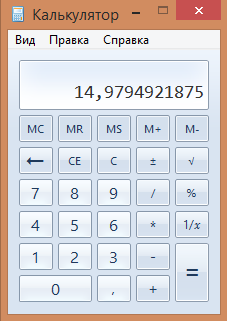 Калькулятор
Вид Правка Справка
14,9794921875
MC MR MS M+ M-
← CE C ± √
7 8 9 / %
4 5 6 * 1/x
1 2 3 - =
0 , +